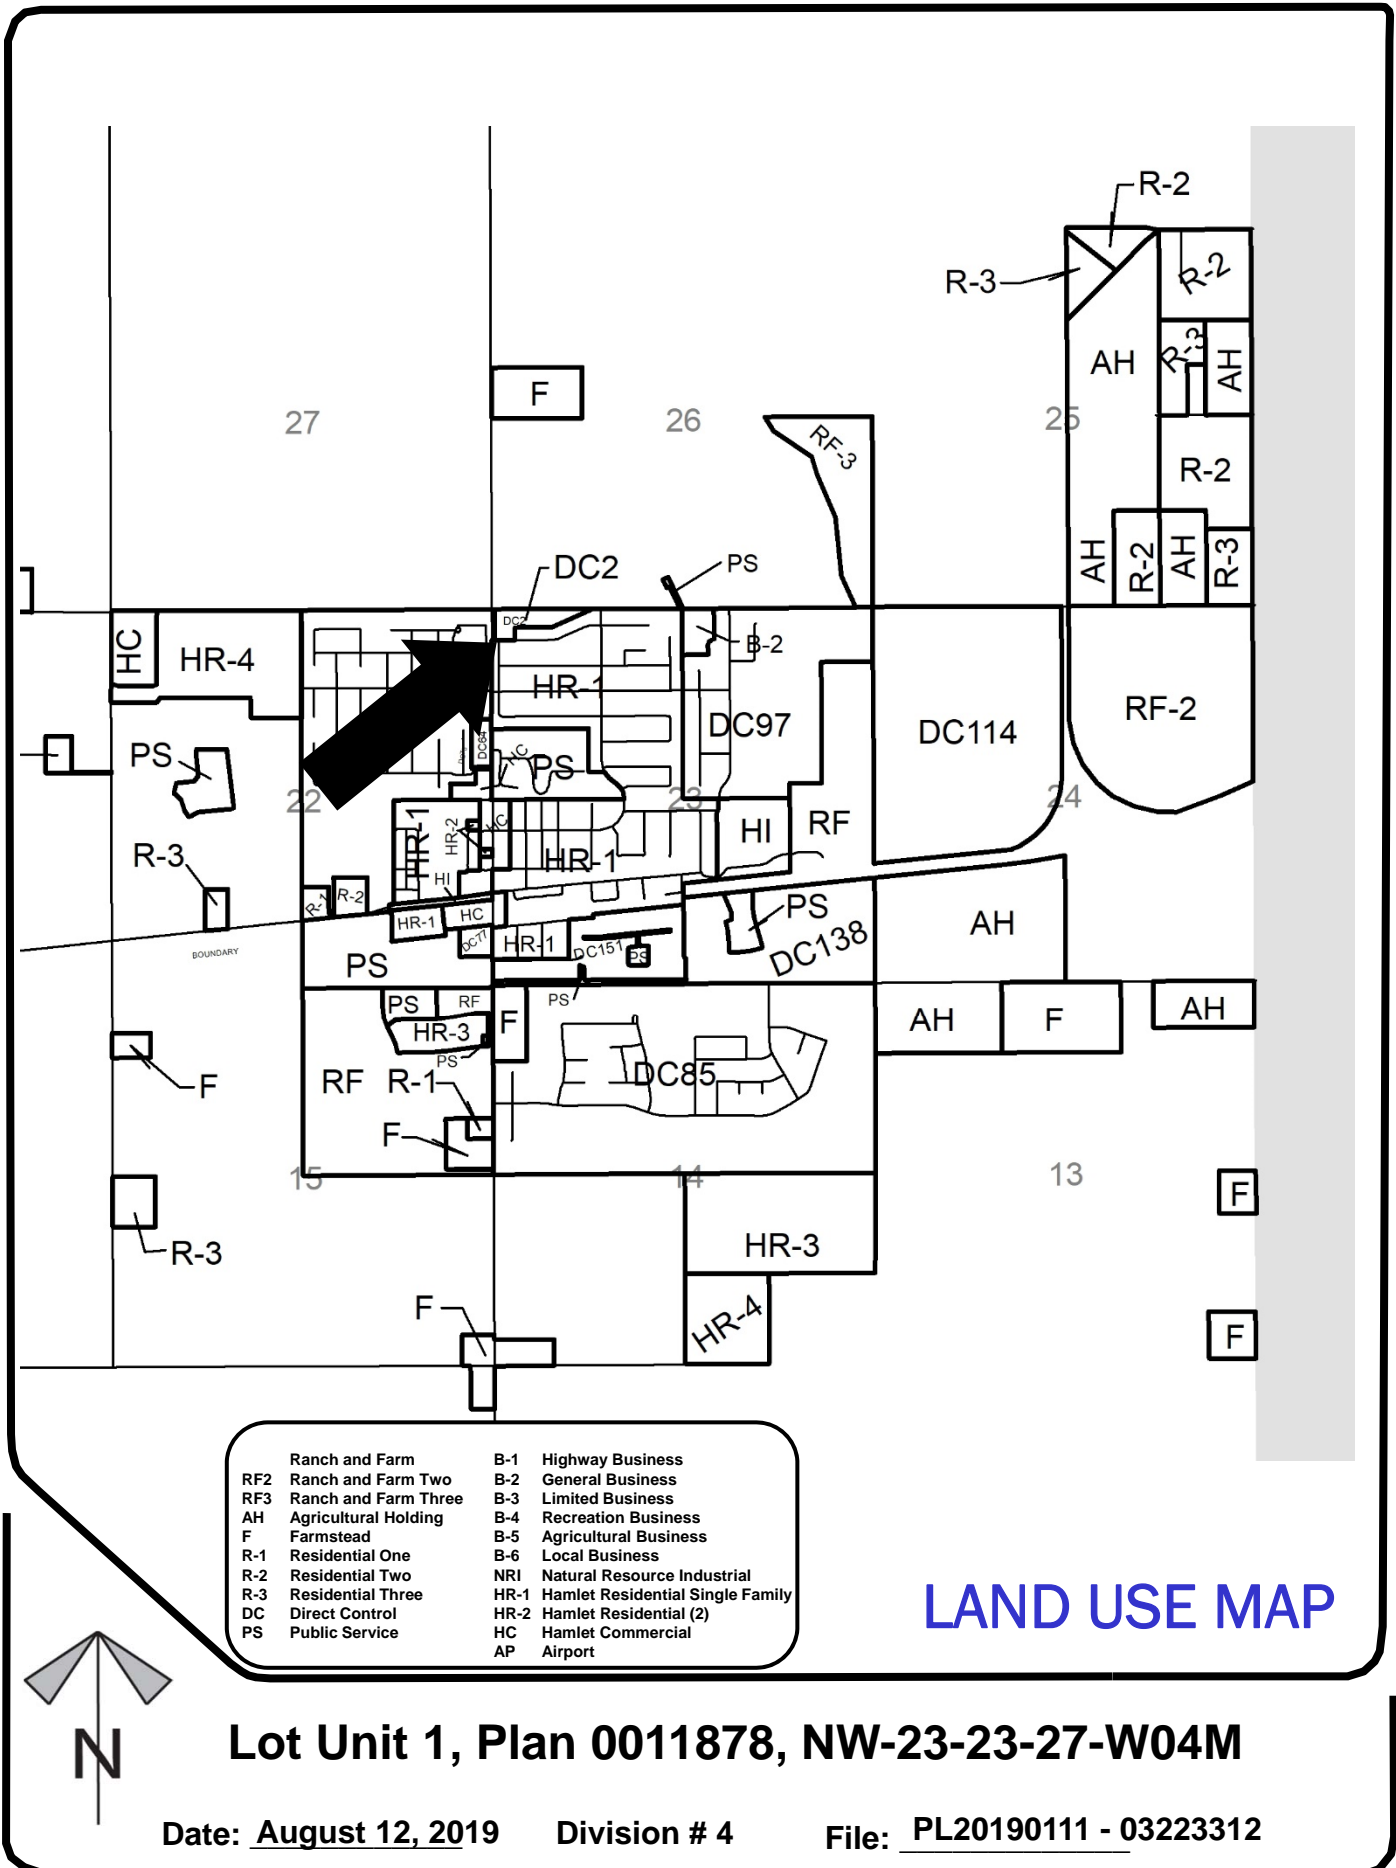 R-2
R-3
R-2
AH
R-3
AH
F
27
26
25
RF-3
R-2
AH
R-2
AH
R-3
DC2
PS
DC2
B-2
HC
HR-4
HR-1
DC97
DC114
RF-2
PS
DC64
HC
PS
22
23
24
HR-1
HR-2
HC
HR-1
HI
RF
R-3
HI
R-1
R-2
HR-1
HC
PS
AH
BOUNDARY
PS
DC77
HR-1
DC151
PS
DC138
PS
PS
RF
F
HR-3
PS
AH
F
AH
F
RF
R-1
DC85
F
15
14
13
F
R-3
HR-3
F
HR-4
F
Ranch and Farm
RF2 Ranch and Farm Two
RF3 Ranch and Farm Three
AH Agricultural Holding
F Farmstead
R-1 Residential One
R-2 Residential Two
R-3 Residential Three
DC Direct Control
PS Public Service
B-1 Highway Business
B-2 General Business
B-3 Limited Business
B-4 Recreation Business
B-5 Agricultural Business
B-6 Local Business
NRI Natural Resource Industrial
HR-1 Hamlet Residential Single Family
HR-2 Hamlet Residential (2)
HC Hamlet Commercial
AP Airport
LAND USE MAP
N
Lot Unit 1, Plan 0011878, NW-23-23-27-W04M
Date: August 12, 2019 Division # 4 File: PL20190111 - 03223312